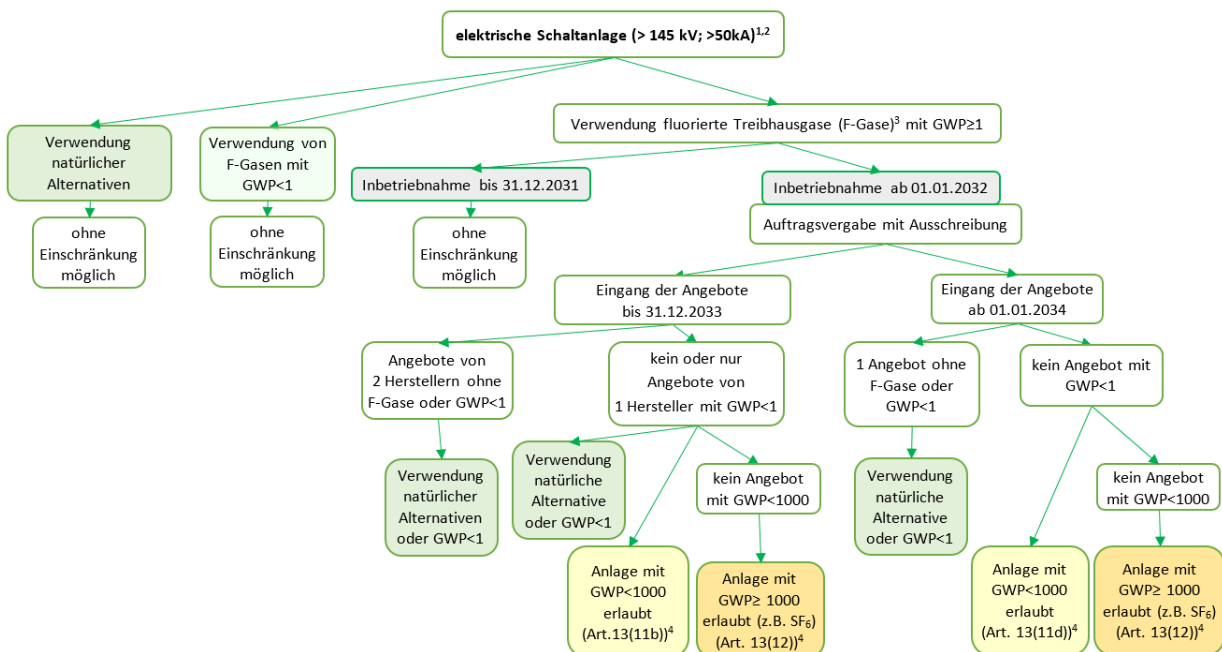 elektrische Schaltanlage (> 145 kV; >50kA)¹,²
Verwendung
natürlicher
Alternativen
Verwendung von
F-Gasen mit
GWP<1
Verwendung fluorierte Treibhausgase (F-Gase)³ mit GWP≥1
Inbetriebnahme bis 31.12.2031
Inbetriebnahme ab 01.01.2032
Auftragsvergabe mit Ausschreibung
ohne
Einschränkung
möglich
ohne
Einschränkung
möglich
ohne
Einschränkung
möglich
Eingang der Angebote
bis 31.12.2033
Eingang der Angebote
ab 01.01.2034
Angebote von
2 Herstellern ohne
F-Gase oder GWP<1
kein oder nur
Angebote von
1 Hersteller mit GWP<1
1 Angebot ohne
F-Gase oder
GWP<1
kein Angebot mit
GWP<1
Verwendung
natürlicher
Alternativen
oder GWP<1
Verwendung
natürliche
Alternative
oder GWP<1
kein Angebot
mit GWP<1000
Verwendung
natürliche
Alternative
oder GWP<1
kein Angebot
mit GWP<1000
Anlage mit
GWP<1000
erlaubt
(Art.13(11b))⁴
Anlage mit
GWP≥ 1000
erlaubt (z.B. SF₆)
(Art. 13(12))⁴
Anlage mit
GWP<1000
erlaubt
(Art. 13(11d))⁴
Anlage mit
GWP≥ 1000
erlaubt (z.B. SF₆)
(Art. 13(12))⁴